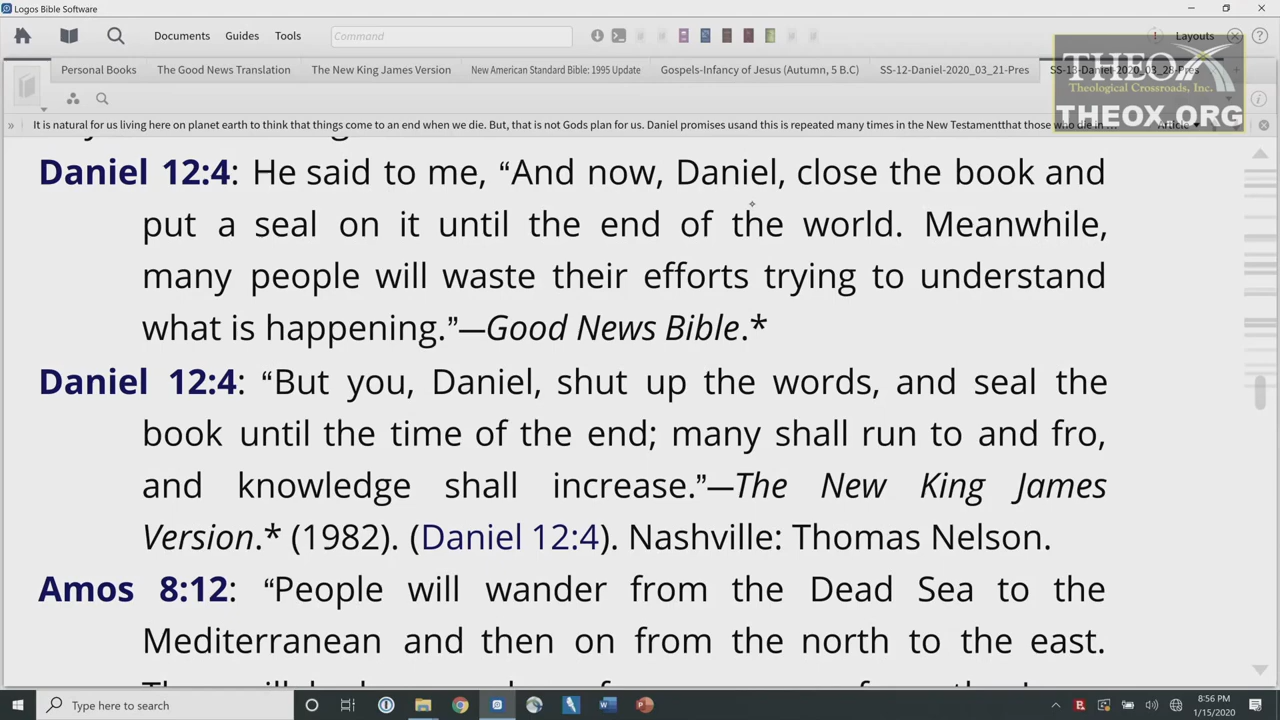 Logos Bible Software
Documents Guides Tools Command Layouts
Personal Books The Good News Translation The New King James Versi New American Standard Bible: 1995 Update Gospels-Infancy of Jesus (Autumn, 5 B.C) SS-12-Daniel-2020_03_21-Pres SS-13-Daniel-2020_03_28-Pres
THEOX
Theological Crossroads, Inc.
THEOX.ORG
It is natural for us living here on planet earth to think that things come to an end when we die. But, that is not Gods plan for us. Daniel promises usand this is repeated many times in the New Testamentthat those who die in ... Article
Daniel 12:4: He said to me, “And now, Daniel, close the book and
put a seal on it until the end of the world. Meanwhile,
many people will waste their efforts trying to understand
what is happening.”—Good News Bible.*
Daniel 12:4: “But you, Daniel, shut up the words, and seal the
book until the time of the end; many shall run to and fro,
and knowledge shall increase.”—The New King James
Version.* (1982). (Daniel 12:4). Nashville: Thomas Nelson.
Amos 8:12: “People will wander from the Dead Sea to the
Mediterranean and then on from the north to the east.
Type here to search
8:56 PM
1/15/2020